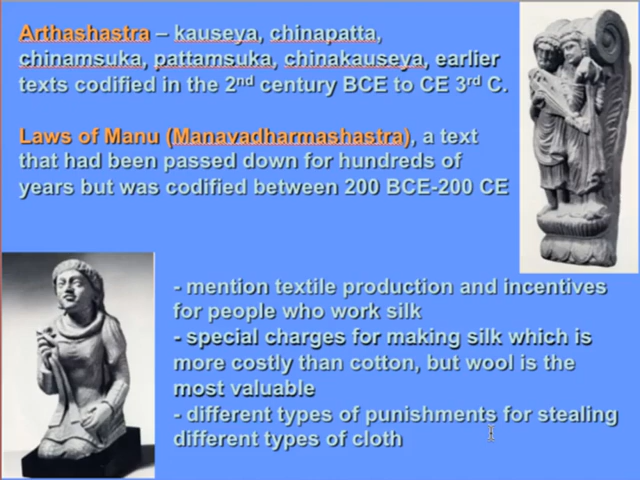 Arthashastra – kauseya, chinapatta,
chinamsuka, pattamsuka, chinakauseya, earlier
texts codified in the 2nd century BCE to CE 3rd C.
Laws of Manu (Manavadharmashastra), a text
that had been passed down for hundreds of
years but was codified between 200 BCE-200 CE
- mention textile production and incentives
for people who work silk
- special charges for making silk which is
more costly than cotton, but wool is the
most valuable
- different types of punishments for stealing
different types of cloth